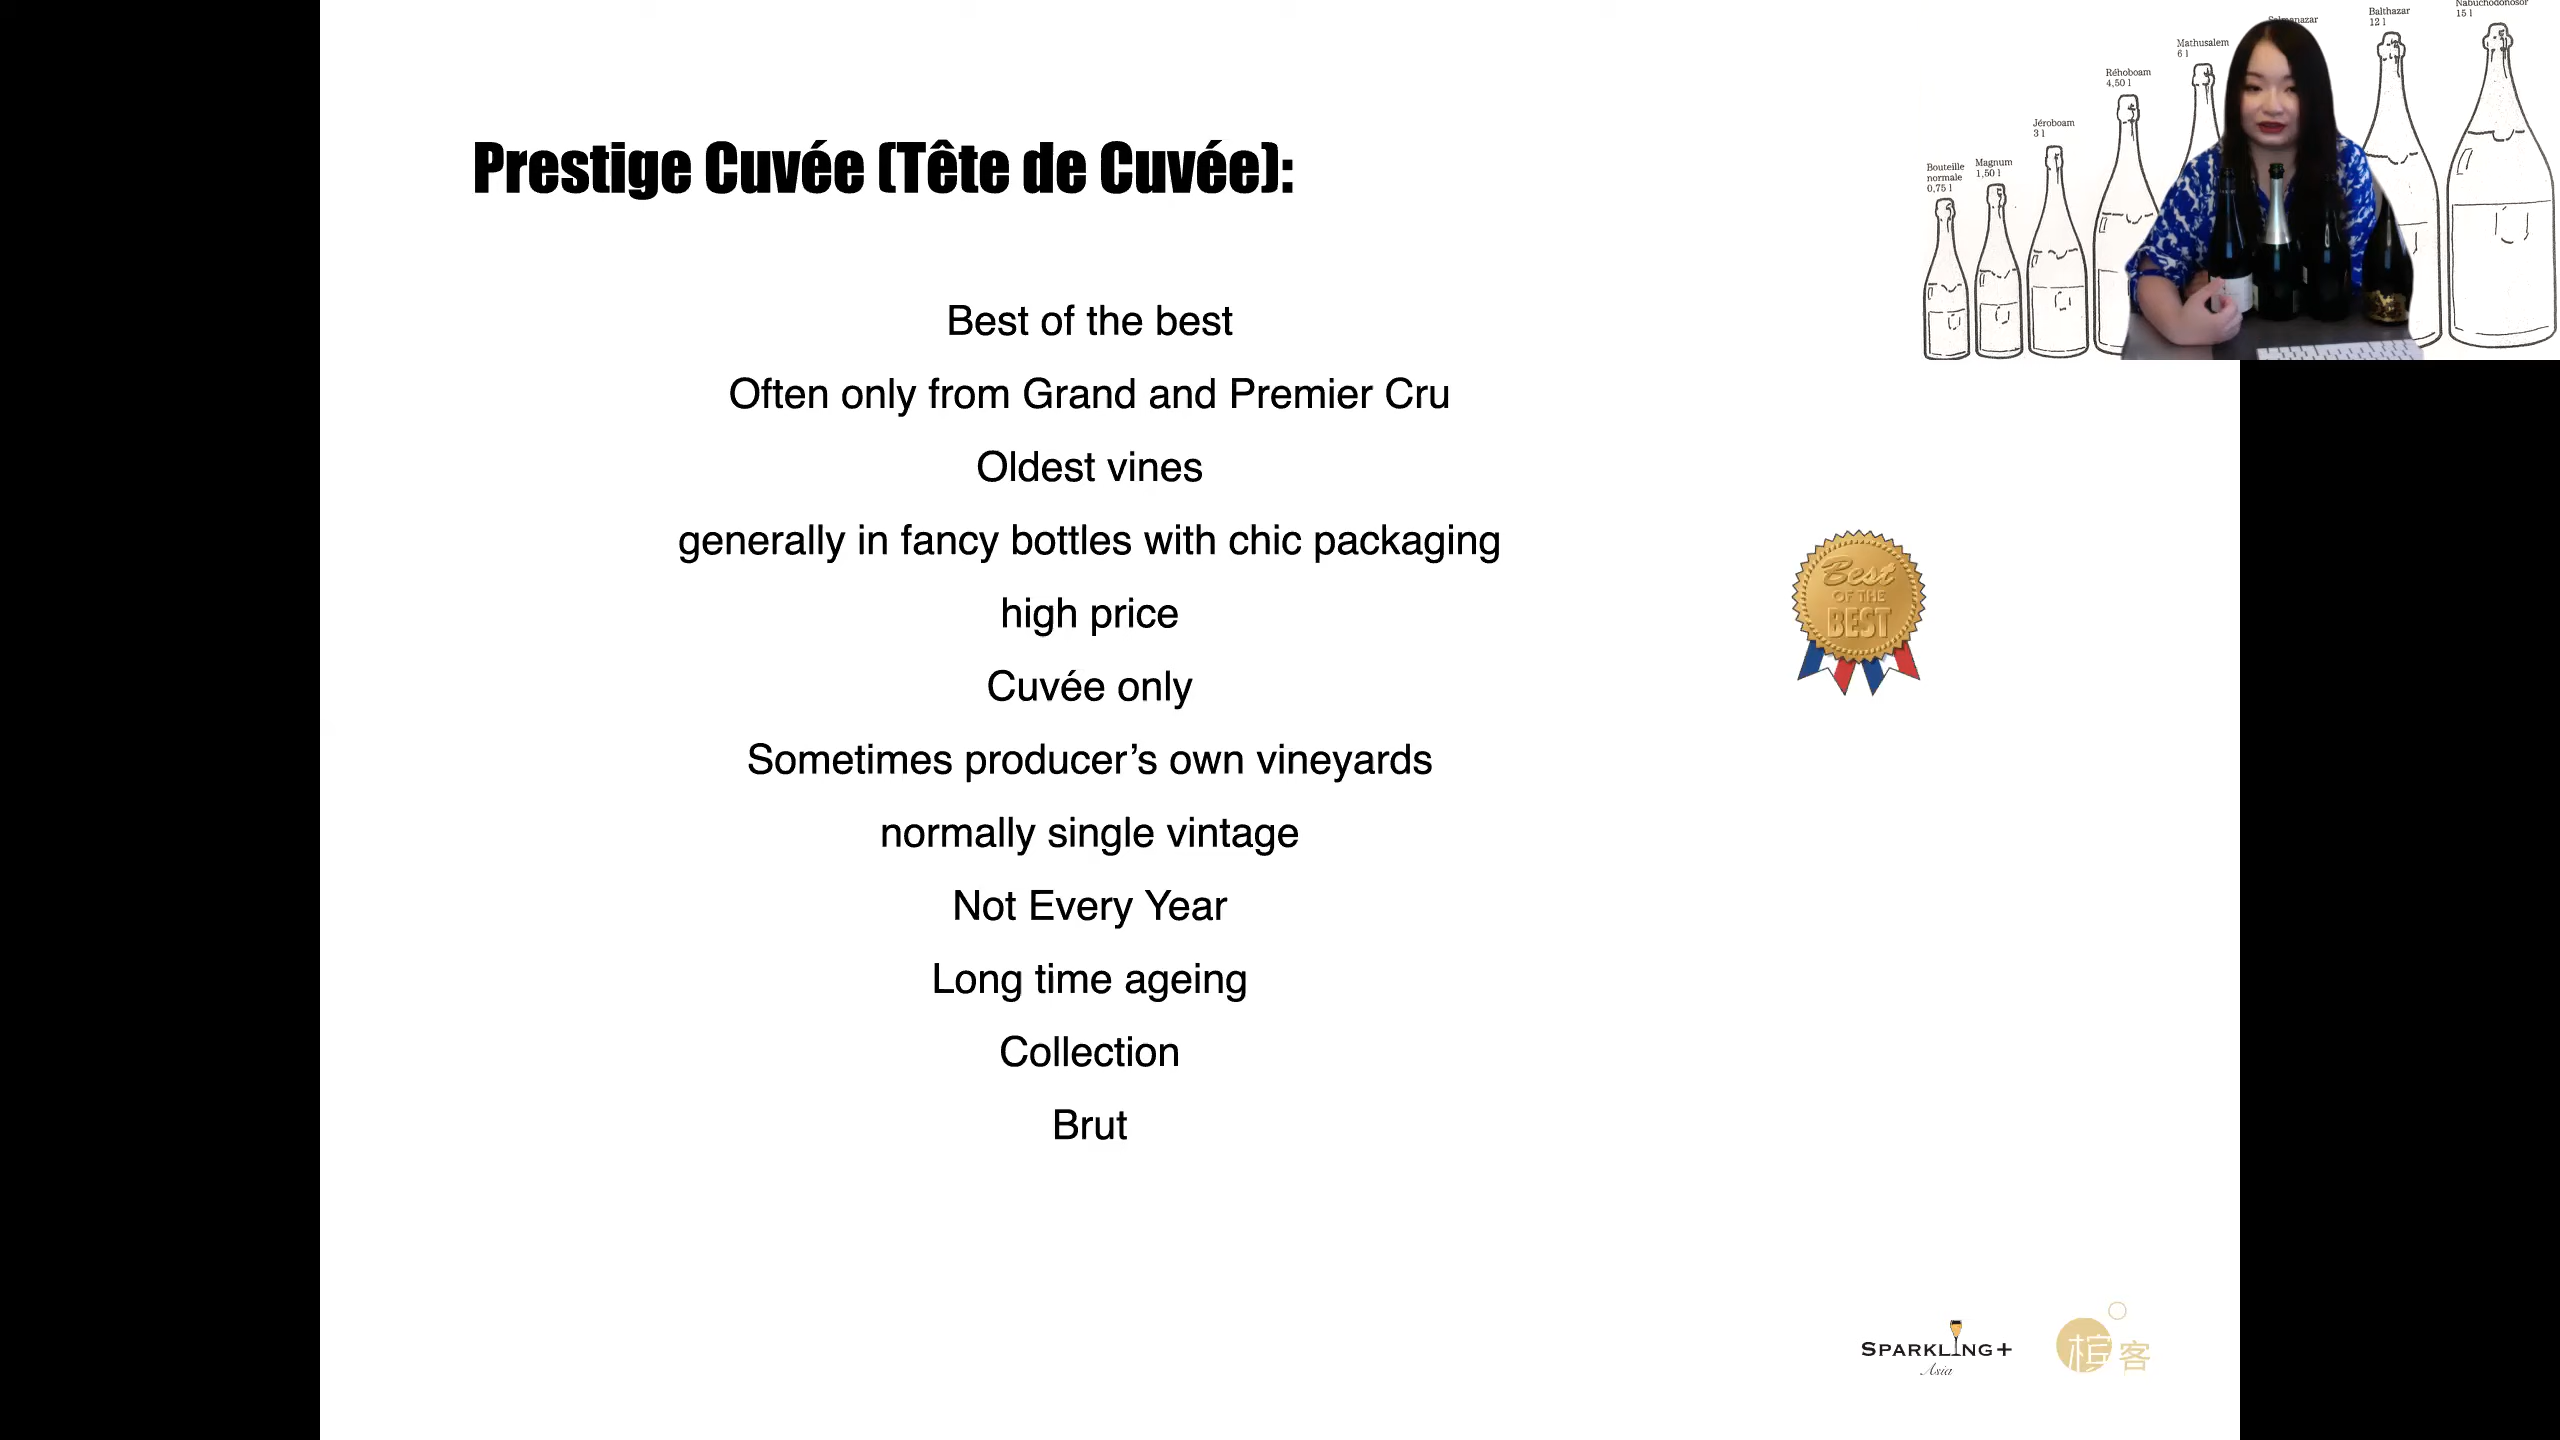 Prestige Cuvée (Tête de Cuvée):
Best of the best
Often only from Grand and Premier Cru
Oldest vines
generally in fancy bottles with chic packaging
high price
Cuvée only
Sometimes producer’s own vineyards
normally single vintage
Not Every Year
Long time ageing
Collection
Brut
Bouteille
normale
0,75 l
Magnum
1,50 l
Jéroboam
3 l
Réhoboam
4,50 l
Mathusalem
6 l
Balthazar
12 l
Nabuchodonosor
15 l
Best
OF THE
BEST
SPARKLING+
Asia
槟客